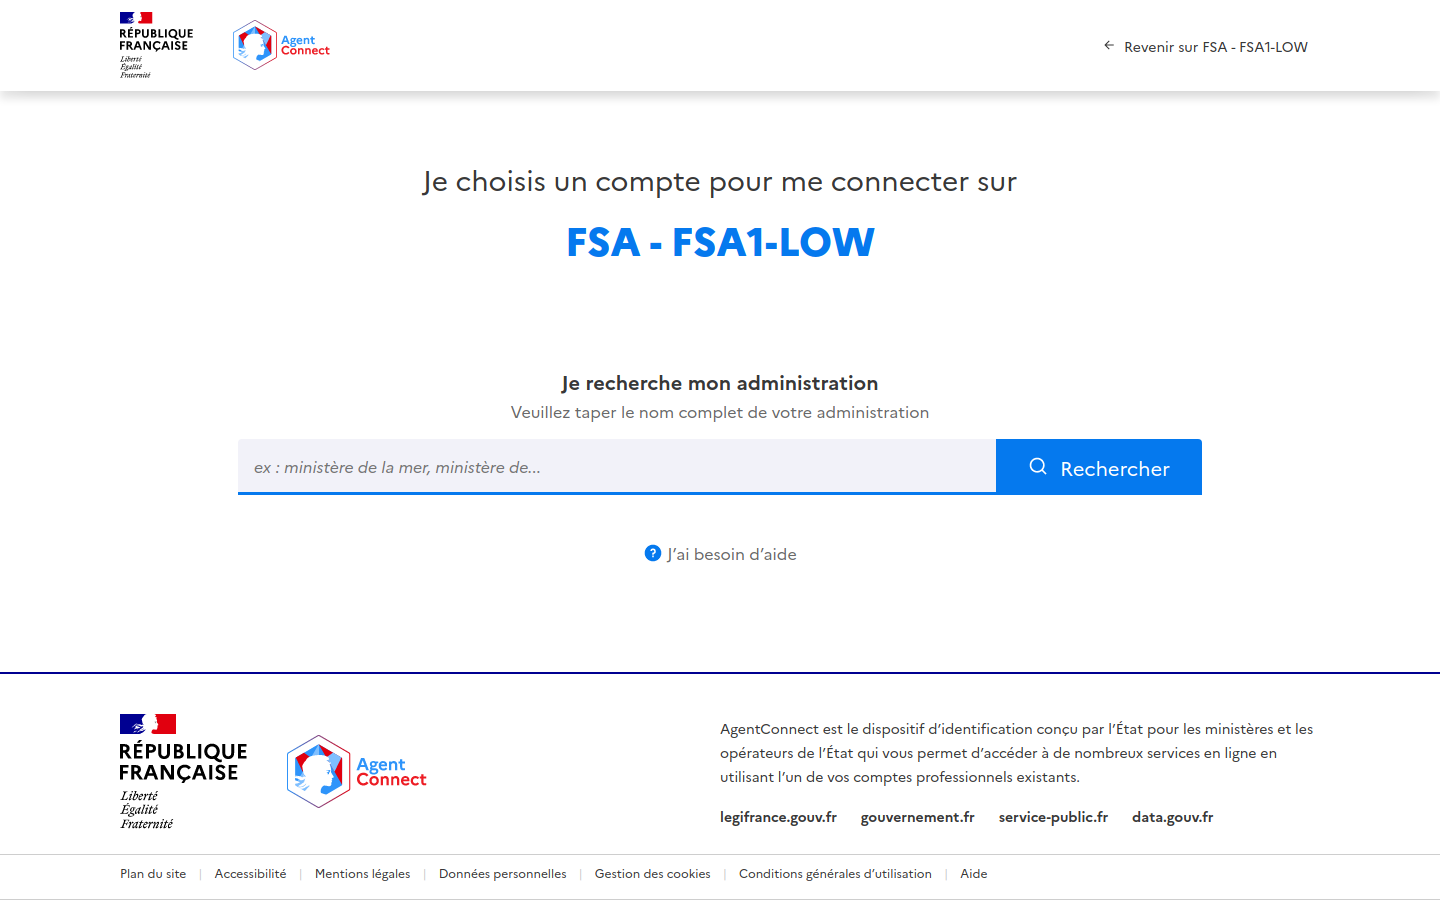 RÉPUBLIQUE
FRANÇAISE
Liberté
Égalité
Fraternité
Agent
Connect
Revenir sur FSA - FSA1-LOW
Je choisis un compte pour me connecter sur
FSA - FSA1-LOW
Je recherche mon administration
Veuillez taper le nom complet de votre administration
ex : ministère de la mer, ministère de...
Rechercher
? J’ai besoin d’aide
RÉPUBLIQUE
FRANÇAISE
Liberté
Égalité
Fraternité
Agent
Connect
AgentConnect est le dispositif d’identification conçu par l’État pour les ministères et les
opérateurs de l’État qui vous permet d’accéder à de nombreux services en ligne en
utilisant l’un de vos comptes professionnels existants.
legifrance.gouv.fr gouvernement.fr service-public.fr data.gouv.fr
Plan du site | Accessibilité | Mentions légales | Données personnelles | Gestion des cookies | Conditions générales d’utilisation | Aide